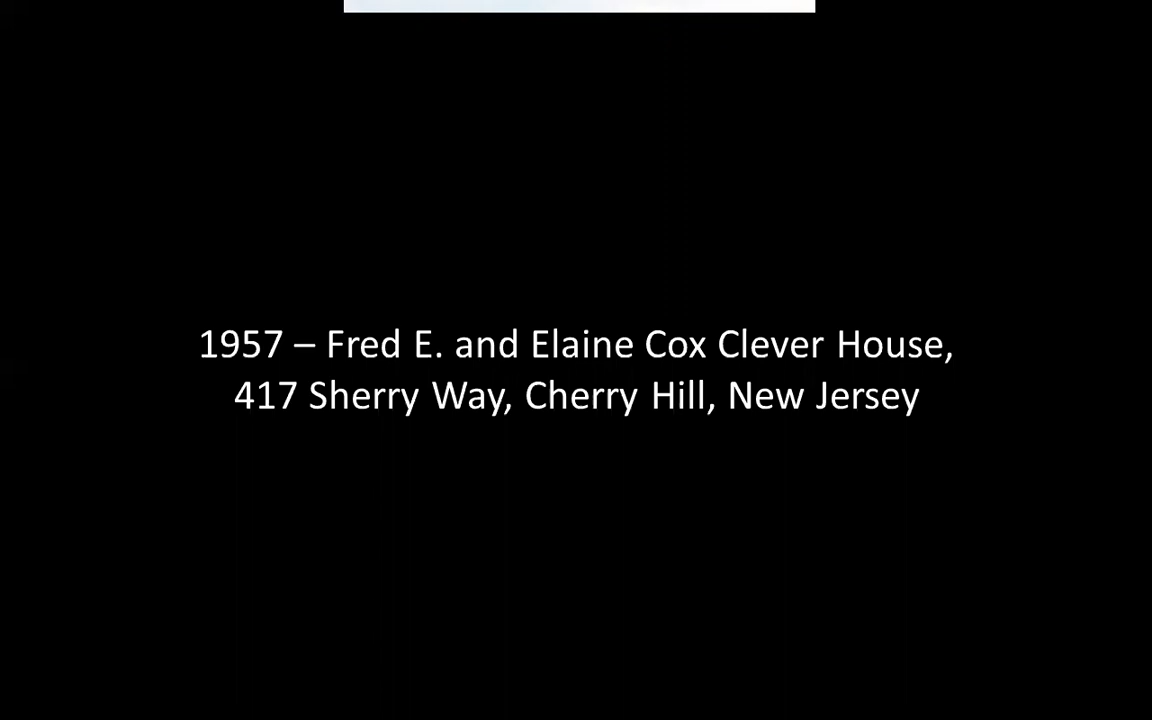 1957 – Fred E. and Elaine Cox Clever House,
417 Sherry Way, Cherry Hill, New Jersey